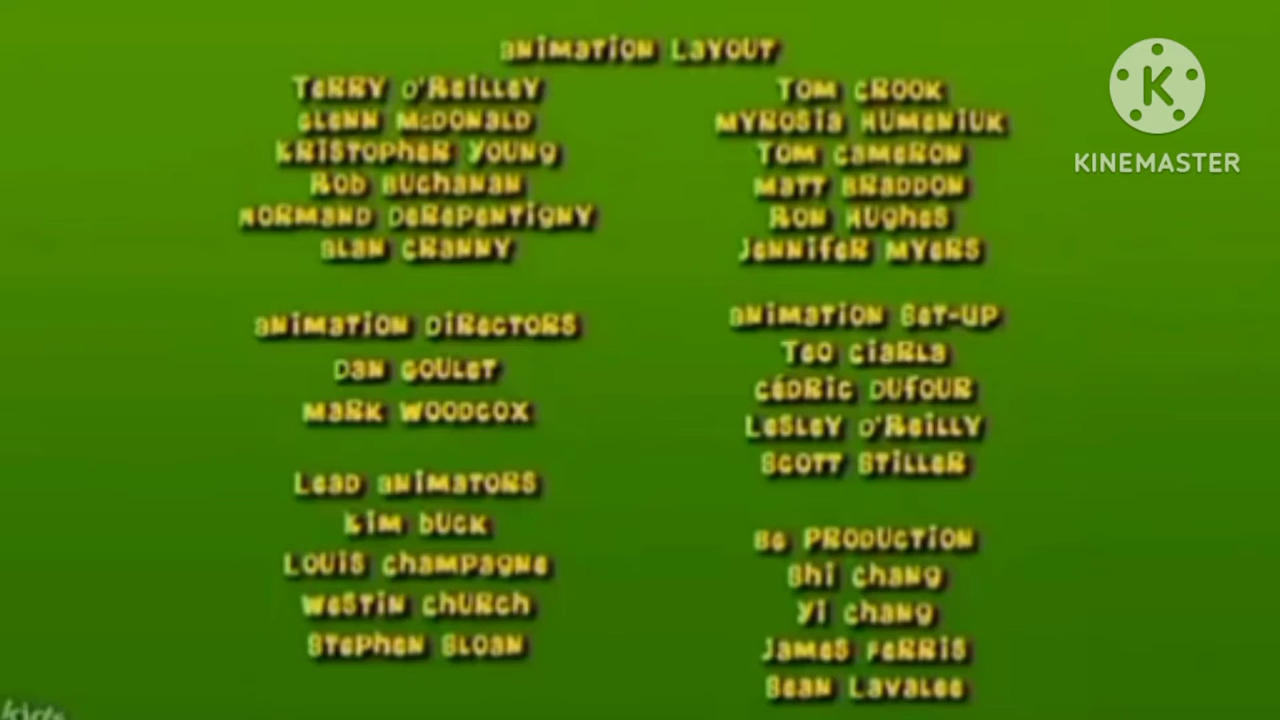 ANIMATION LAYOUT
TERRY O'REILLEY
GLENN McDONALD
KRISTOPHER YOUNG
ROB BUCHANAN
NORMAND DEREPENTIGNY
ALAN CRANNY
TOM CROOK
MYROSIA HUMENIUK
TOM CAMERON
MATT BRADDON
RON HUGHES
JENNIFER MYERS
ANIMATION DIRECTORS
DAN GOULET
MARK WOODCOX
LEAD ANIMATORS
KIM BUCK
LOUIS CHAMPAGNE
WESTIN CHURCH
STEPHEN SLOAN
ANIMATION SET-UP
TEO CIARLA
CÉDRIC DUFOUR
LESLEY O'REILLY
SCOTT STILLER
BG PRODUCTION
SHI CHANG
YI CHANG
JAMES FERRIS
SEAN LAVALEE
K
KINEMASTER